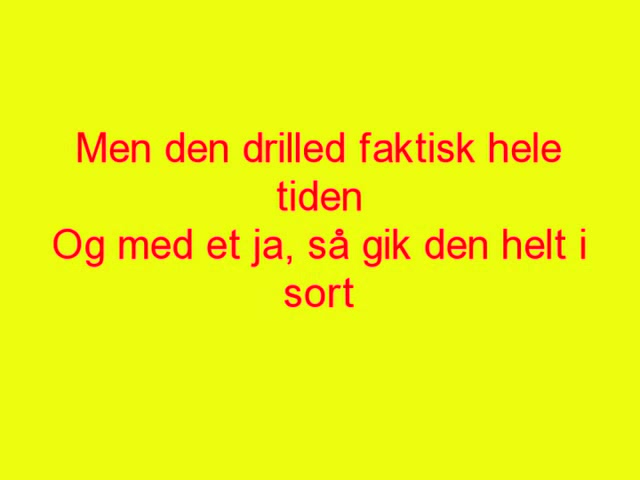 Men den drilled faktisk hele
tiden
Og med et ja, så gik den helt i
sort